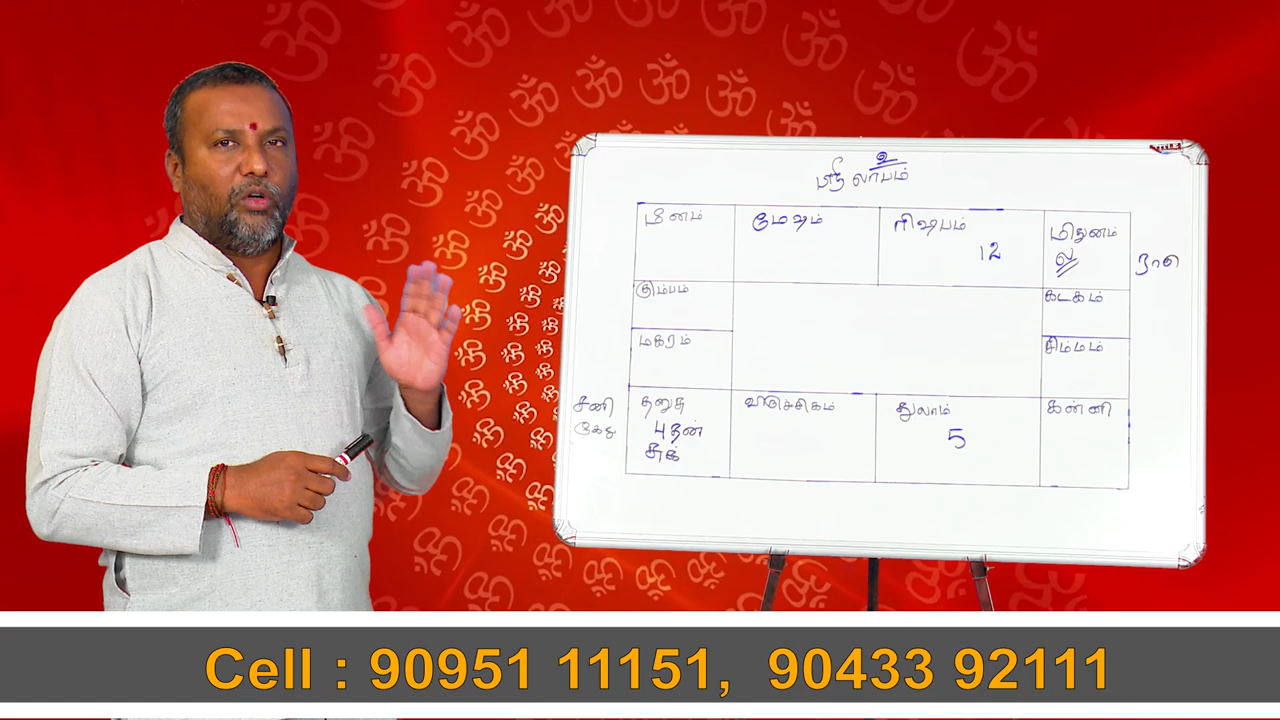 உ
ஸ்ரீ லாபம்
மீனம் மேஷம் ரிஷபம் மிதுனம்
12 ல ராகு
கும்பம் கடகம்
மகரம் சிம்மம்
சனி தனுசு விருச்சிகம் துலாம் கன்னி
கேது 5
சுக்
Cell : 90951 11151, 90433 92111